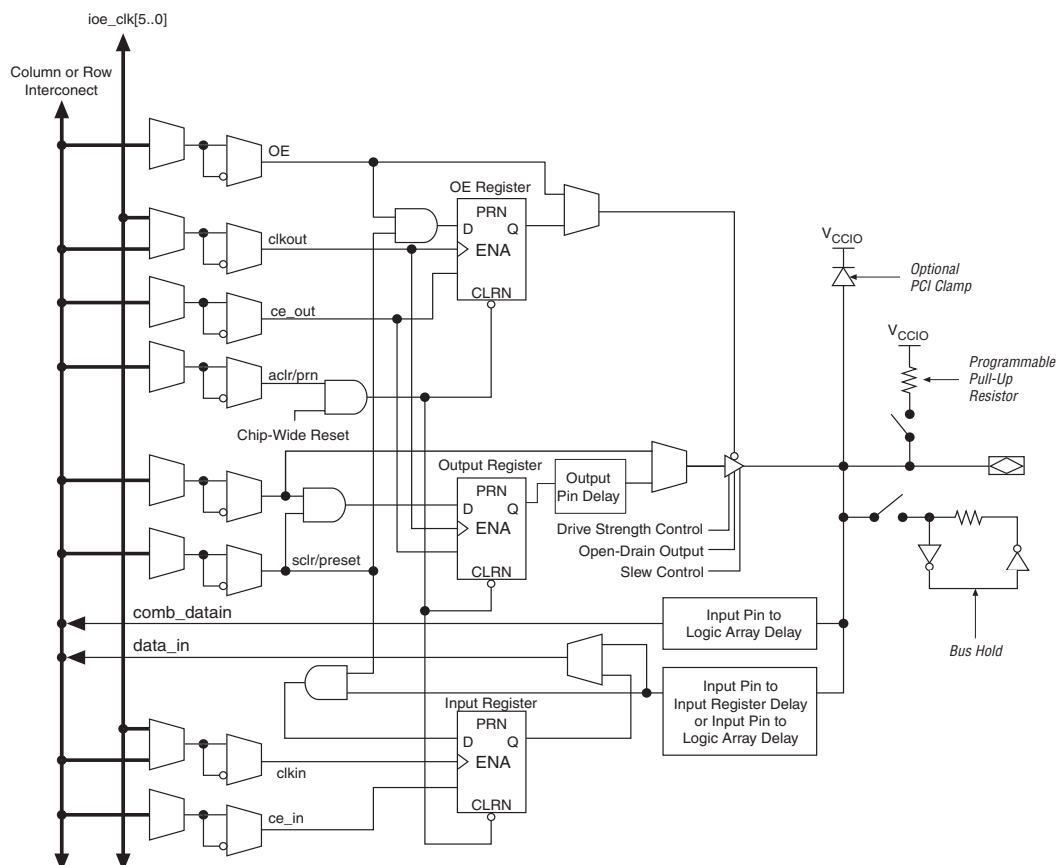 ioe_clk[5..0]
Column or Row
Interconect
OE
OE Register
PRN
D
Q
ENA
CLRN
clkout
ce_out
aclr/prn
Chip-Wide Reset
VCCIO
Optional
PCI Clamp
VCCIO
Programmable
Pull-Up
Resistor
Output Register
PRN
D
Q
ENA
CLRN
Output
Pin Delay
Drive Strength Control
Open-Drain Output
Slew Control
sclr/preset
comb_datain
data_in
Input Pin to
Logic Array Delay
Bus Hold
Input Pin to
Input Register Delay
or Input Pin to
Logic Array Delay
Input Register
PRN
D
Q
ENA
CLRN
clkin
ce_in